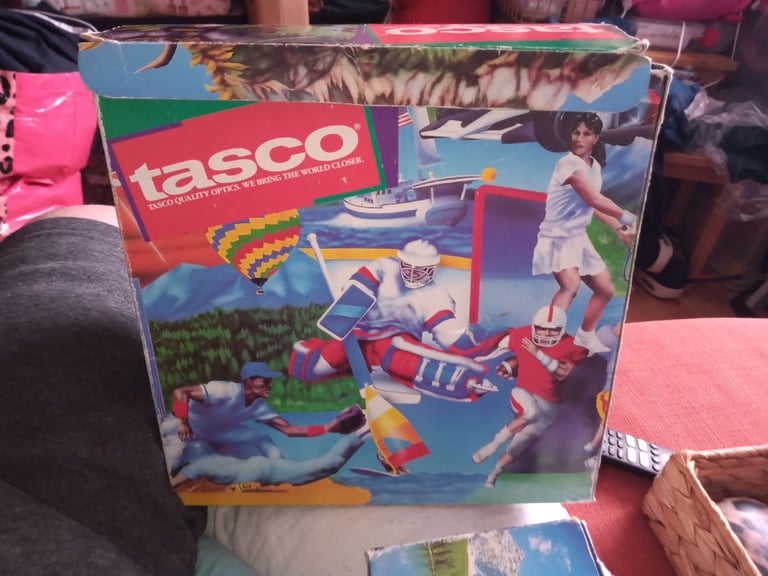 tasco
tasco®
TASCO QUALITY OPTICS. WE BRING THE WORLD CLOSER.